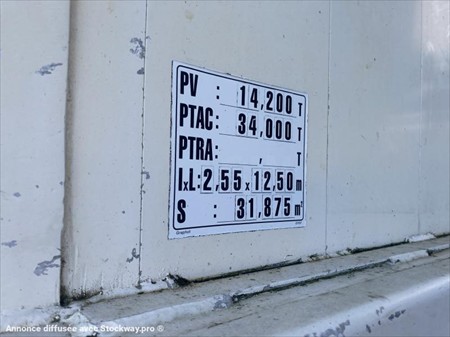 PV : 14,200 T
PTAC: 34,000 T
PTRA: , T
IxL: 2,55 x 12,50 m
S : 31,875 m²
Annonce diffusée avec Stockway.pro ®